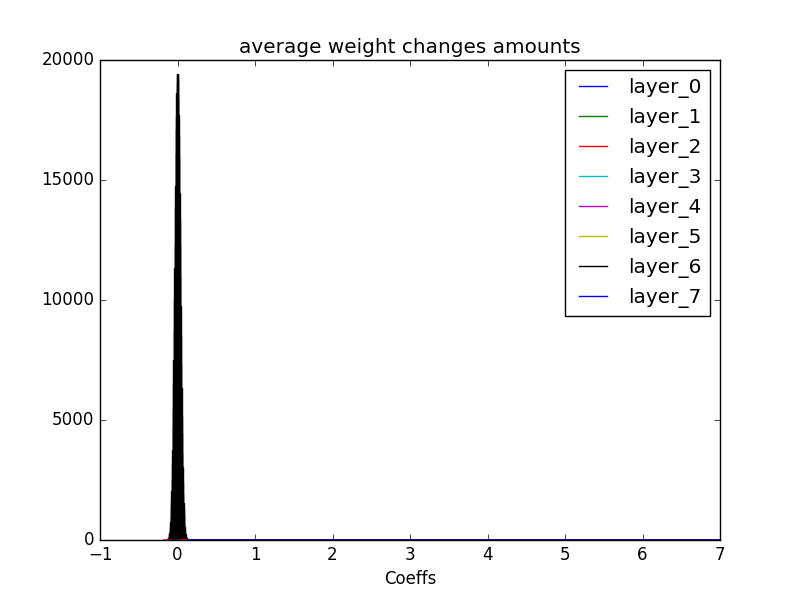 average weight changes amounts
20000
15000
10000
5000
0
−1
0
1
2
3
4
5
6
7
Coeffs
layer_0
layer_1
layer_2
layer_3
layer_4
layer_5
layer_6
layer_7